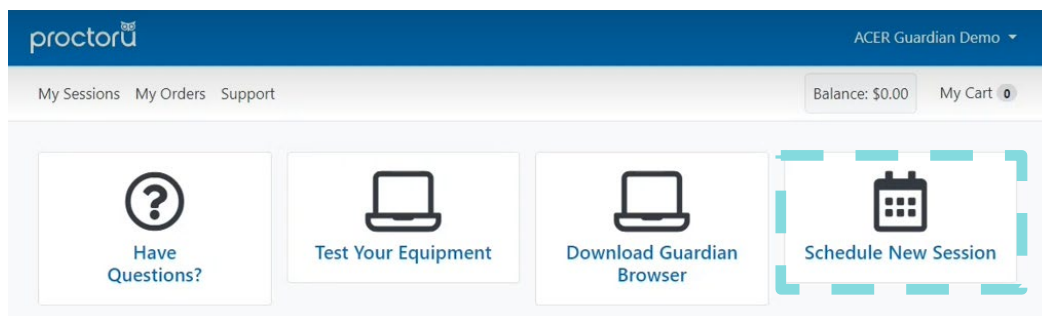 proctorü
ACER Guardian Demo
My Sessions My Orders Support
Balance: $0.00 My Cart 0
?
Have
Questions?
Test Your Equipment
Download Guardian
Browser
Schedule New Session